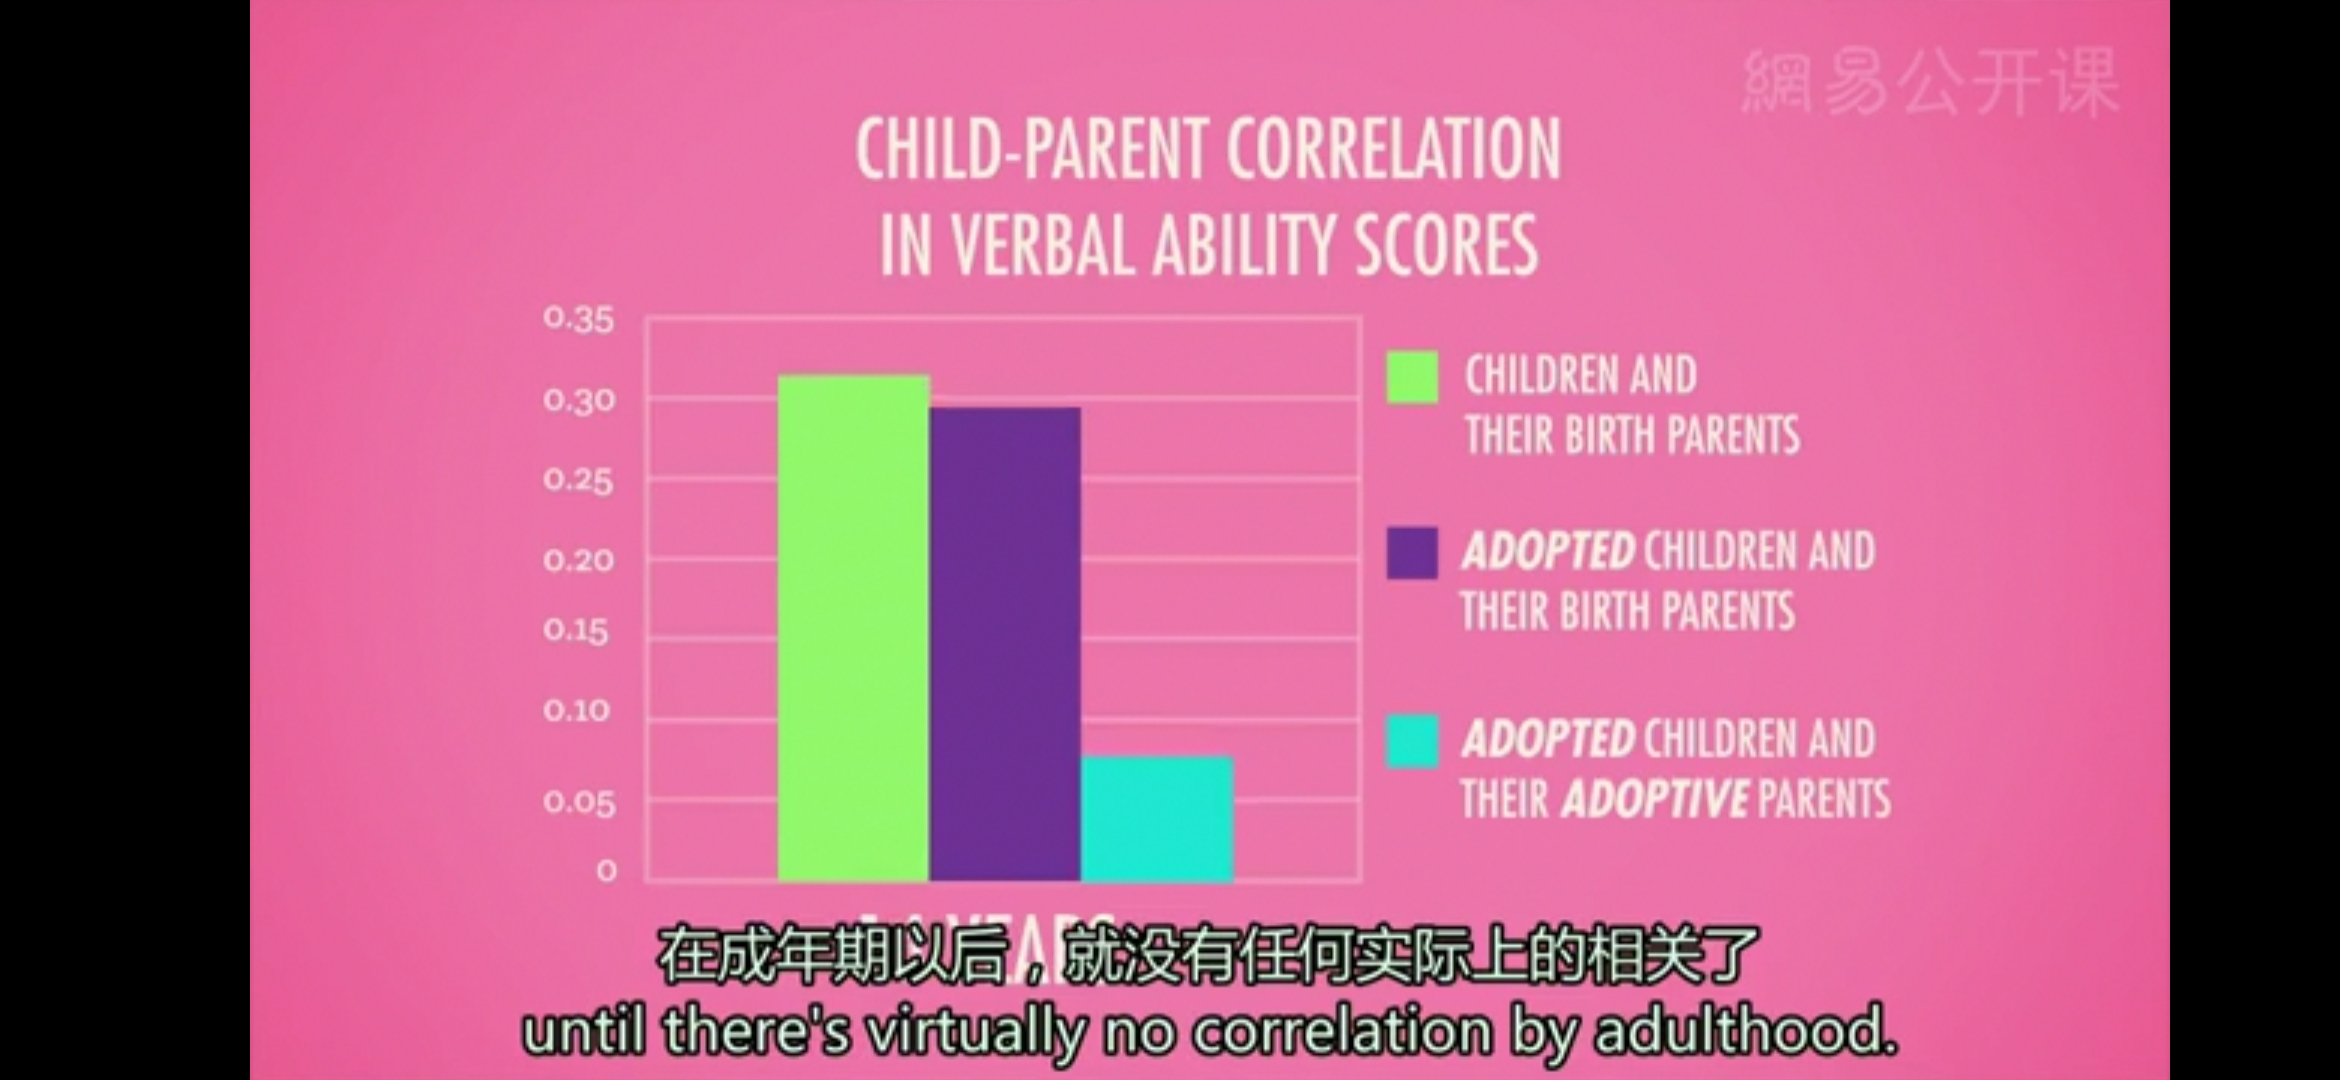 網易公开课
CHILD-PARENT CORRELATION
IN VERBAL ABILITY SCORES
0.35
0.30
0.25
0.20
0.15
0.10
0.05
0
CHILDREN AND
THEIR BIRTH PARENTS
ADOPTED CHILDREN AND
THEIR BIRTH PARENTS
ADOPTED CHILDREN AND
THEIR ADOPTIVE PARENTS
YEARS
在成年期以后，就没有任何实际上的相关了
until there's virtually no correlation by adulthood.